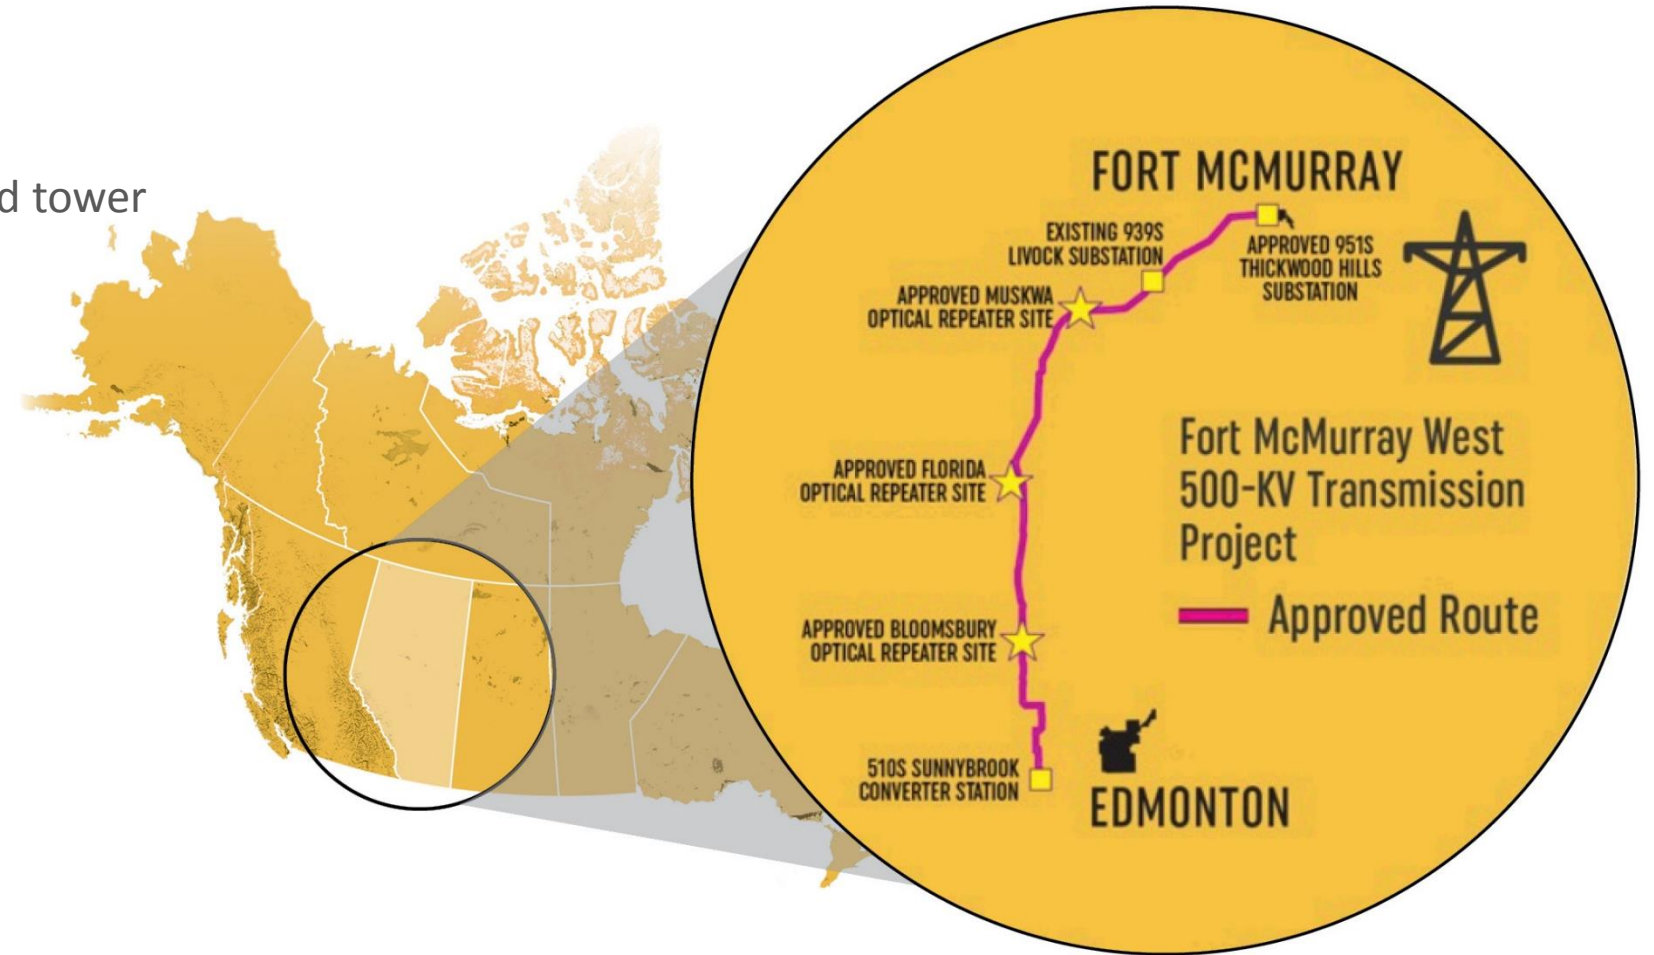 d tower
FORT MCMURRAY
EXISTING 939S
LIVOCK SUBSTATION
APPROVED 951S
THICKWOOD HILLS
SUBSTATION
APPROVED MUSKWA
OPTICAL REPEATER SITE
Fort McMurray West
500-KV Transmission
Project
Approved Route
APPROVED FLORIDA
OPTICAL REPEATER SITE
APPROVED BLOOMSBURY
OPTICAL REPEATER SITE
510S SUNNYBROOK
CONVERTER STATION
EDMONTON